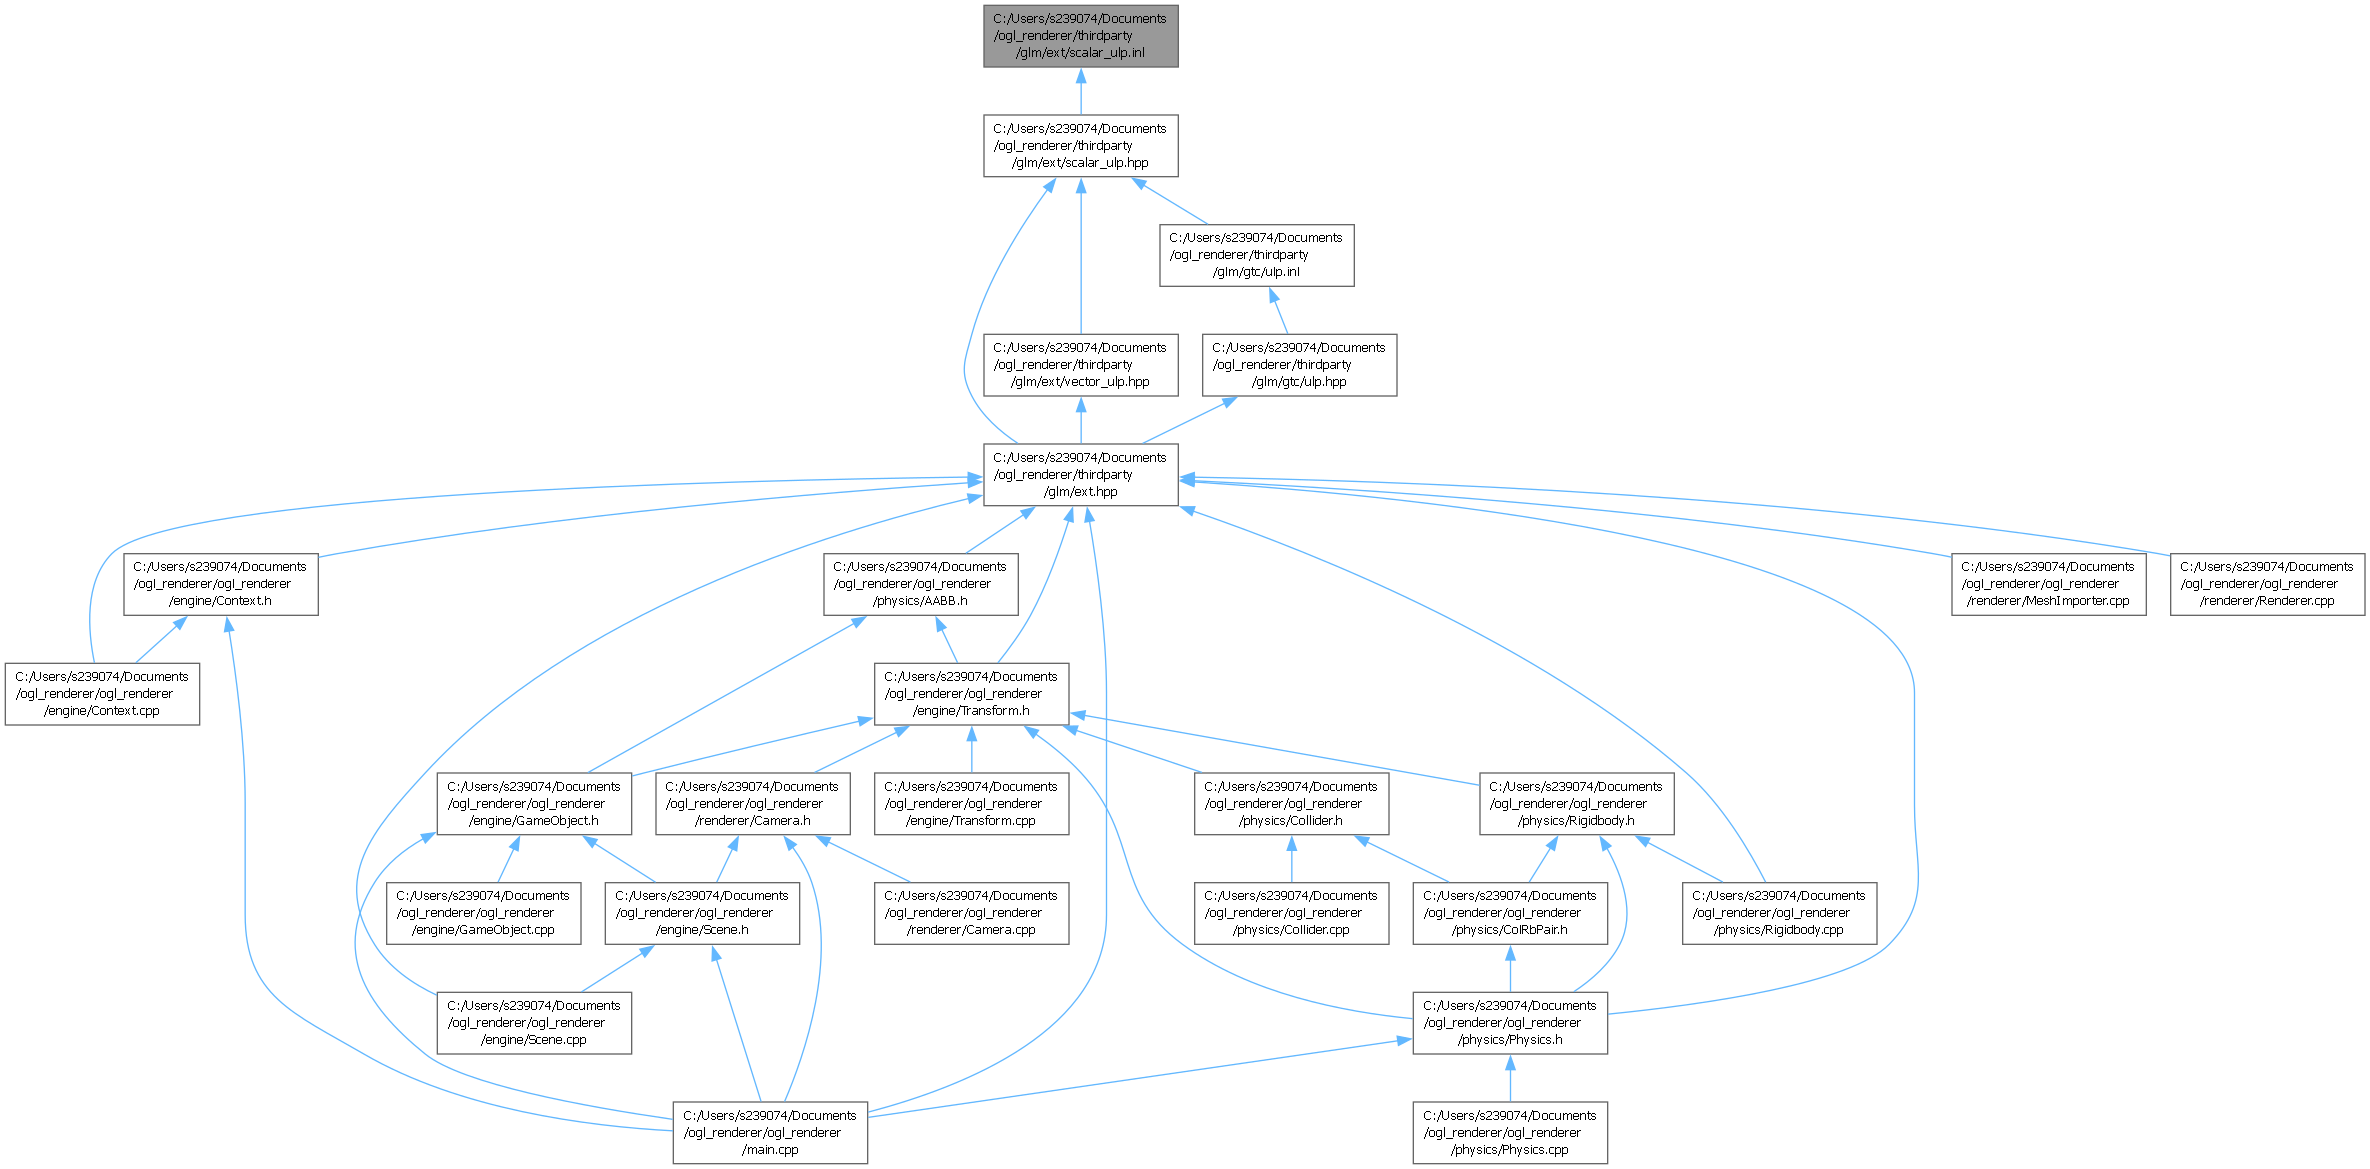 C:/Users/s239074/Documents
/ogl_renderer/thirdparty
/glm/ext/scalar_ulp.inl
C:/Users/s239074/Documents
/ogl_renderer/thirdparty
/glm/ext/scalar_ulp.hpp
C:/Users/s239074/Documents
/ogl_renderer/thirdparty
/glm/gtc/ulp.inl
C:/Users/s239074/Documents
/ogl_renderer/thirdparty
/glm/ext/vector_ulp.hpp
C:/Users/s239074/Documents
/ogl_renderer/thirdparty
/glm/gtc/ulp.hpp
C:/Users/s239074/Documents
/ogl_renderer/thirdparty
/glm/ext.hpp
C:/Users/s239074/Documents
/ogl_renderer/ogl_renderer
/engine/Context.h
C:/Users/s239074/Documents
/ogl_renderer/ogl_renderer
/physics/AABB.h
C:/Users/s239074/Documents
/ogl_renderer/ogl_renderer
/renderer/MeshImporter.cpp
C:/Users/s239074/Documents
/ogl_renderer/ogl_renderer
/renderer/Renderer.cpp
C:/Users/s239074/Documents
/ogl_renderer/ogl_renderer
/engine/Context.cpp
C:/Users/s239074/Documents
/ogl_renderer/ogl_renderer
/engine/Transform.h
C:/Users/s239074/Documents
/ogl_renderer/ogl_renderer
/engine/GameObject.h
C:/Users/s239074/Documents
/ogl_renderer/ogl_renderer
/renderer/Camera.h
C:/Users/s239074/Documents
/ogl_renderer/ogl_renderer
/engine/Transform.cpp
C:/Users/s239074/Documents
/ogl_renderer/ogl_renderer
/physics/Collider.h
C:/Users/s239074/Documents
/ogl_renderer/ogl_renderer
/physics/Rigidbody.h
C:/Users/s239074/Documents
/ogl_renderer/ogl_renderer
/engine/GameObject.cpp
C:/Users/s239074/Documents
/ogl_renderer/ogl_renderer
/engine/Scene.h
C:/Users/s239074/Documents
/ogl_renderer/ogl_renderer
/renderer/Camera.cpp
C:/Users/s239074/Documents
/ogl_renderer/ogl_renderer
/physics/Collider.cpp
C:/Users/s239074/Documents
/ogl_renderer/ogl_renderer
/physics/ColRbPair.h
C:/Users/s239074/Documents
/ogl_renderer/ogl_renderer
/physics/Rigidbody.cpp
C:/Users/s239074/Documents
/ogl_renderer/ogl_renderer
/engine/Scene.cpp
C:/Users/s239074/Documents
/ogl_renderer/ogl_renderer
/physics/Physics.h
C:/Users/s239074/Documents
/ogl_renderer/ogl_renderer
/main.cpp
C:/Users/s239074/Documents
/ogl_renderer/ogl_renderer
/physics/Physics.cpp